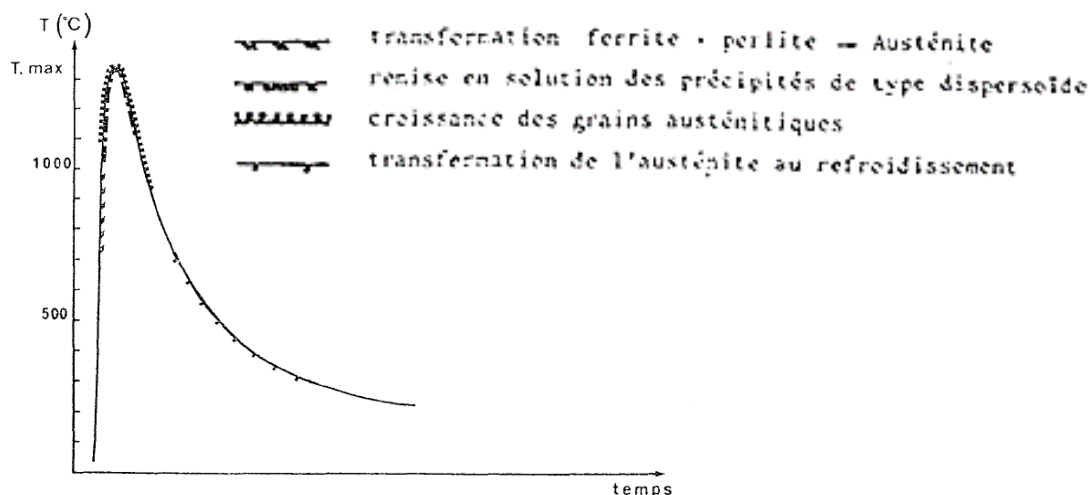 T (°C)
T. max
1000
500
temps
transformation ferrite + perlite → Austénite
remise en solution des précipités de type dispersoïde
croissance des grains austénitiques
transformation de l'austénite au refroidissement